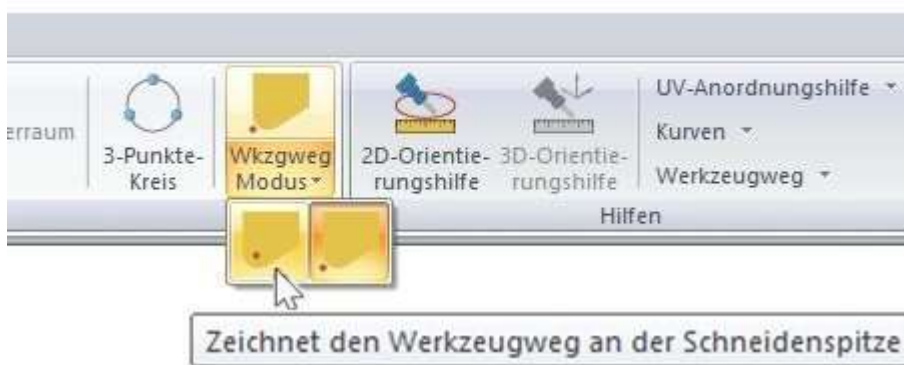 erraum
3-Punkte-
Kreis
Wkzgweg
Modus
2D-Orientie-
rungshilfe
3D-Orientie-
rungshilfe
UV-Anordnungshilfe
Kurven
Werkzeugweg
Hilfen
Zeichnet den Werkzeugweg an der Schneidenspitze